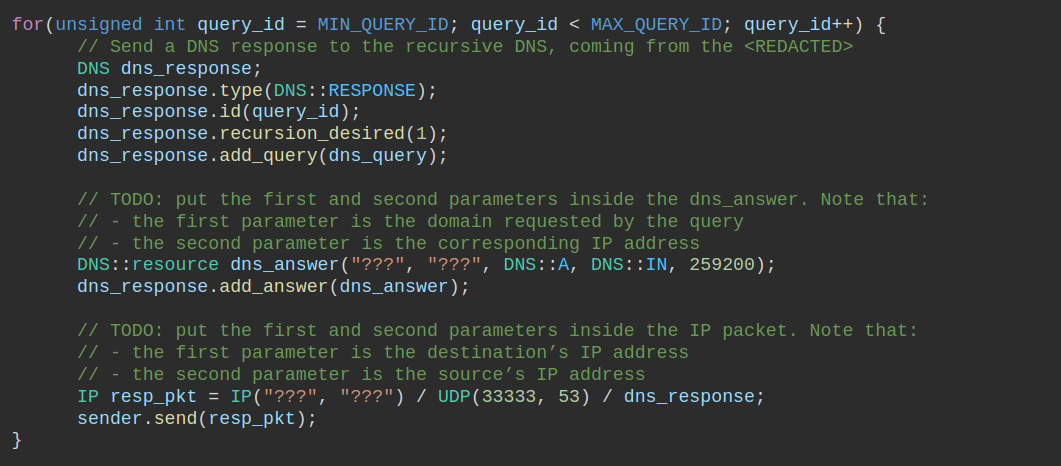 for(unsigned int query_id = MIN_QUERY_ID; query_id < MAX_QUERY_ID; query_id++) {
      // Send a DNS response to the recursive DNS, coming from the <REDACTED>
      DNS dns_response;
      dns_response.type(DNS::RESPONSE);
      dns_response.id(query_id);
      dns_response.recursion_desired(1);
      dns_response.add_query(dns_query);

      // TODO: put the first and second parameters inside the dns_answer. Note that:
      // - the first parameter is the domain requested by the query
      // - the second parameter is the corresponding IP address
      DNS::resource dns_answer("???", "???", DNS::A, DNS::IN, 259200);
      dns_response.add_answer(dns_answer);

      // TODO: put the first and second parameters inside the IP packet. Note that:
      // - the first parameter is the destination’s IP address
      // - the second parameter is the source’s IP address
      IP resp_pkt = IP("???", "???") / UDP(33333, 53) / dns_response;
      sender.send(resp_pkt);
}